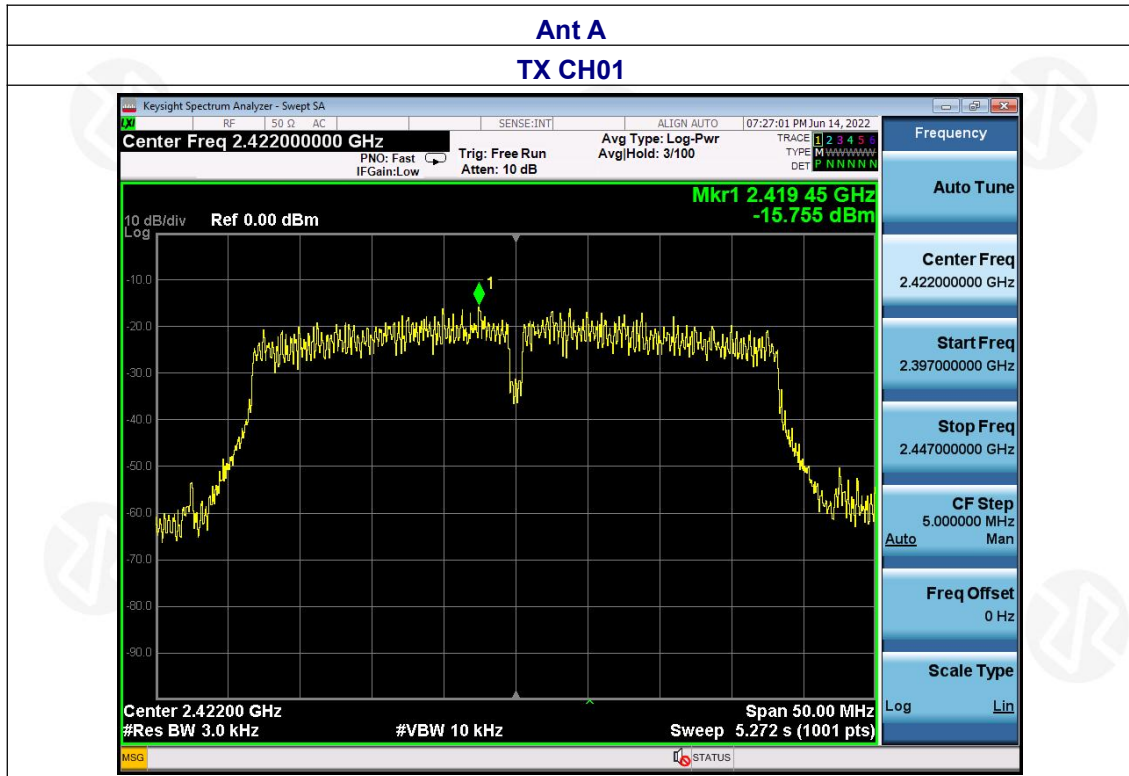 Ant A
TX CH01
Keysight Spectrum Analyzer - Swept SA
LXI RF 50 Ω AC SENSE:INT ALIGN AUTO 07:27:01 PM Jun 14, 2022
Center Freq 2.422000000 GHz
PNO: Fast
IFGain:Low
Trig: Free Run
Atten: 10 dB
Avg Type: Log-Pwr
Avg|Hold: 3/100
TRACE 1 2 3 4 5 6
TYPE M WWWWW
DET P N N N N N
Mkr1 2.419 45 GHz
-15.755 dBm
10 dB/div Ref 0.00 dBm
Log
1
-10.0
-20.0
-30.0
-40.0
-50.0
-60.0
-70.0
-80.0
-90.0
Center 2.42200 GHz Span 50.00 MHz
#Res BW 3.0 kHz #VBW 10 kHz Sweep 5.272 s (1001 pts)
MSG STATUS
Frequency
Auto Tune
Center Freq
2.422000000 GHz
Start Freq
2.397000000 GHz
Stop Freq
2.447000000 GHz
CF Step
5.000000 MHz
Auto Man
Freq Offset
0 Hz
Scale Type
Log Lin